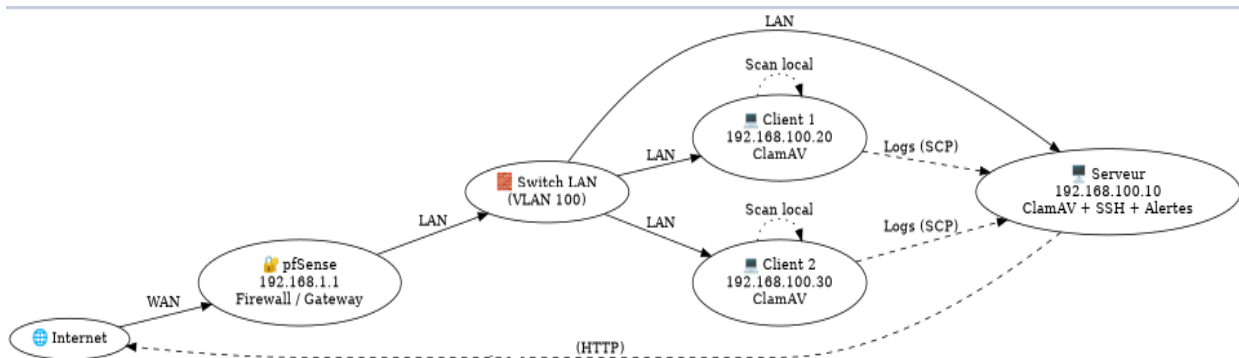 LAN
Scan local
Client 1
192.168.100.20
ClamAV
Logs (SCP)
LAN
Serveur
192.168.100.10
ClamAV + SSH + Alertes
Switch LAN
(VLAN 100)
LAN
LAN
Scan local
Client 2
192.168.100.30
ClamAV
Logs (SCP)
pfSense
192.168.1.1
Firewall / Gateway
WAN
Internet
(HTTP)